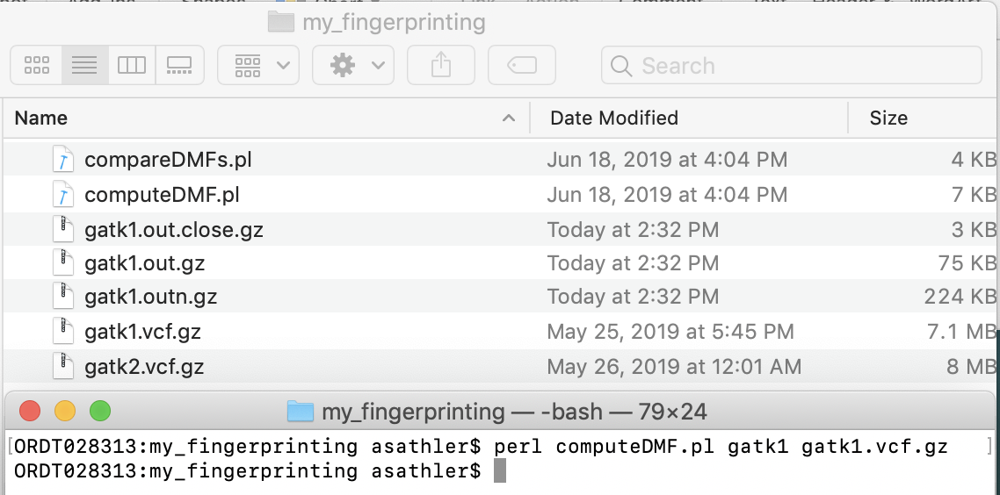 my_fingerprinting
Search
Name Date Modified Size
compareDMFs.pl Jun 18, 2019 at 4:04 PM 4 KB
computeDMF.pl Jun 18, 2019 at 4:04 PM 7 KB
gatk1.out.close.gz Today at 2:32 PM 3 KB
gatk1.out.gz Today at 2:32 PM 75 KB
gatk1.outn.gz Today at 2:32 PM 224 KB
gatk1.vcf.gz May 25, 2019 at 5:45 PM 7.1 MB
gatk2.vcf.gz May 26, 2019 at 12:01 AM 8 MB
my_fingerprinting — -bash — 79×24
[ORDT028313:my_fingerprinting asathler$ perl computeDMF.pl gatk1 gatk1.vcf.gz ]
ORDT028313:my_fingerprinting asathler$